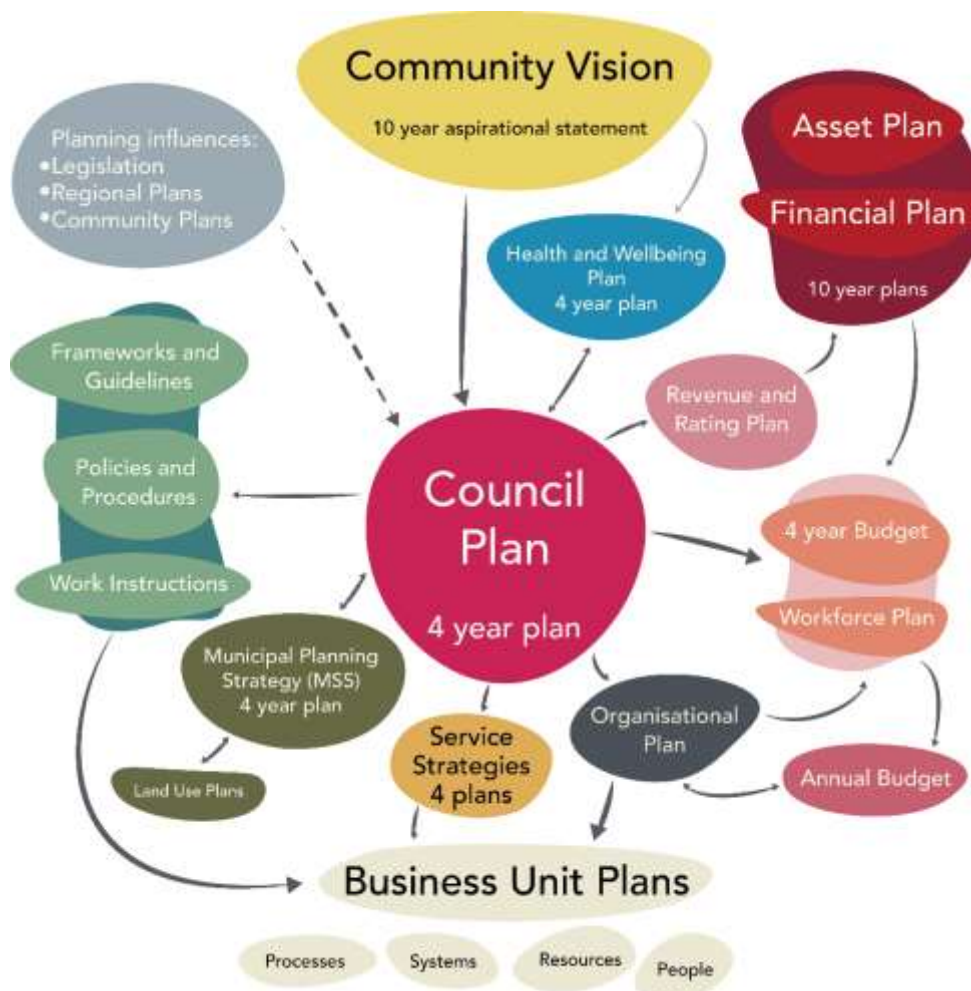 Community Vision
10 year aspirational statement
Planning influences:
•Legislation
•Regional Plans
•Community Plans
Asset Plan
Financial Plan
10 year plans
Health and Wellbeing
Plan
4 year plan
Frameworks and
Guidelines
Policies and
Procedures
Work Instructions
Revenue and
Rating Plan
Council
Plan
4 year plan
4 year Budget
Workforce Plan
Municipal Planning
Strategy (MSS)
4 year plan
Land Use Plans
Service
Strategies
4 plans
Organisational
Plan
Annual Budget
Business Unit Plans
Processes
Systems
Resources
People